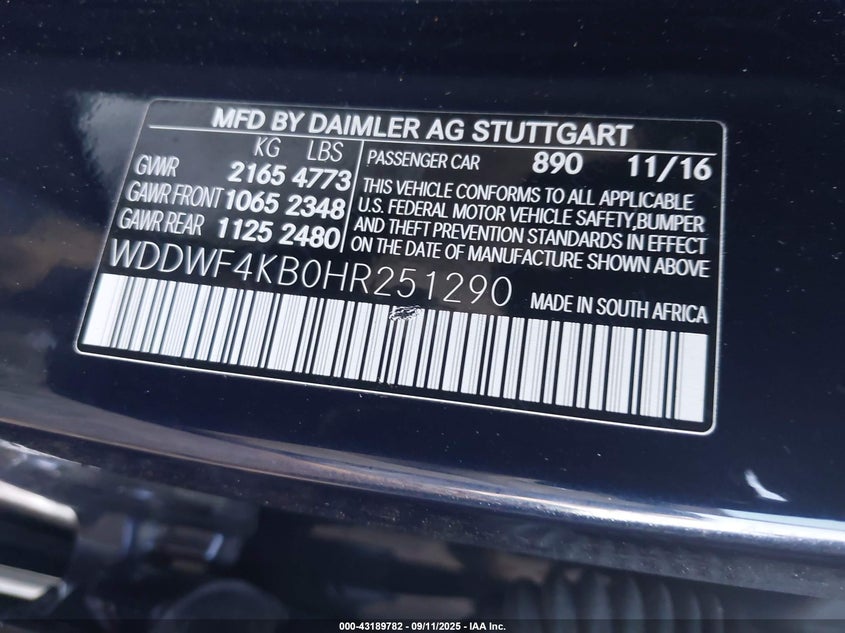 MFD BY DAIMLER AG STUTTGART
KG LBS
GVWR 2165 4773
GAWR FRONT 1065 2348
GAWR REAR 1125 2480
PASSENGER CAR 890 11/16
THIS VEHICLE CONFORMS TO ALL APPLICABLE
U.S. FEDERAL MOTOR VEHICLE SAFETY,BUMPER
AND THEFT PREVENTION STANDARDS IN EFFECT
ON THE DATE OF MANUFACTURE SHOWN ABOVE
WDDWF4KB0HR251290
MADE IN SOUTH AFRICA
000-43189782 - 09/11/2025 - IAA Inc.